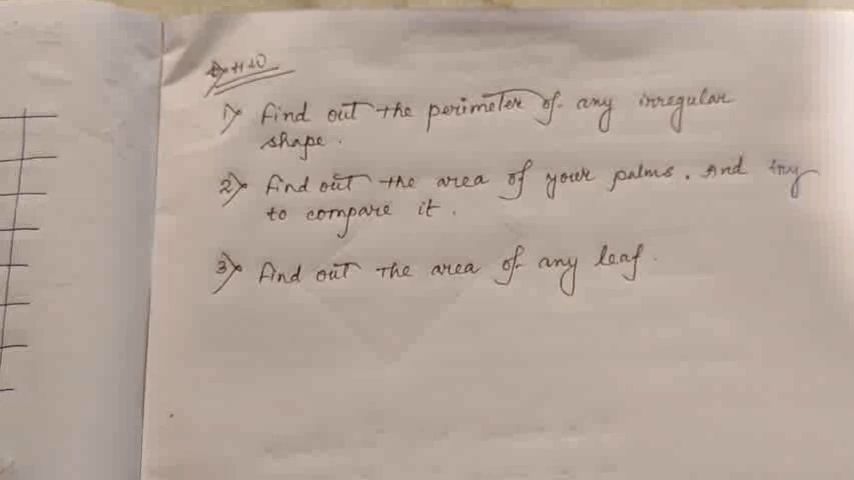 1) Find out the perimeter of any irregular
shape.
2) Find out the area of your palms. And try
to compare it.
3) Find out the area of any leaf.